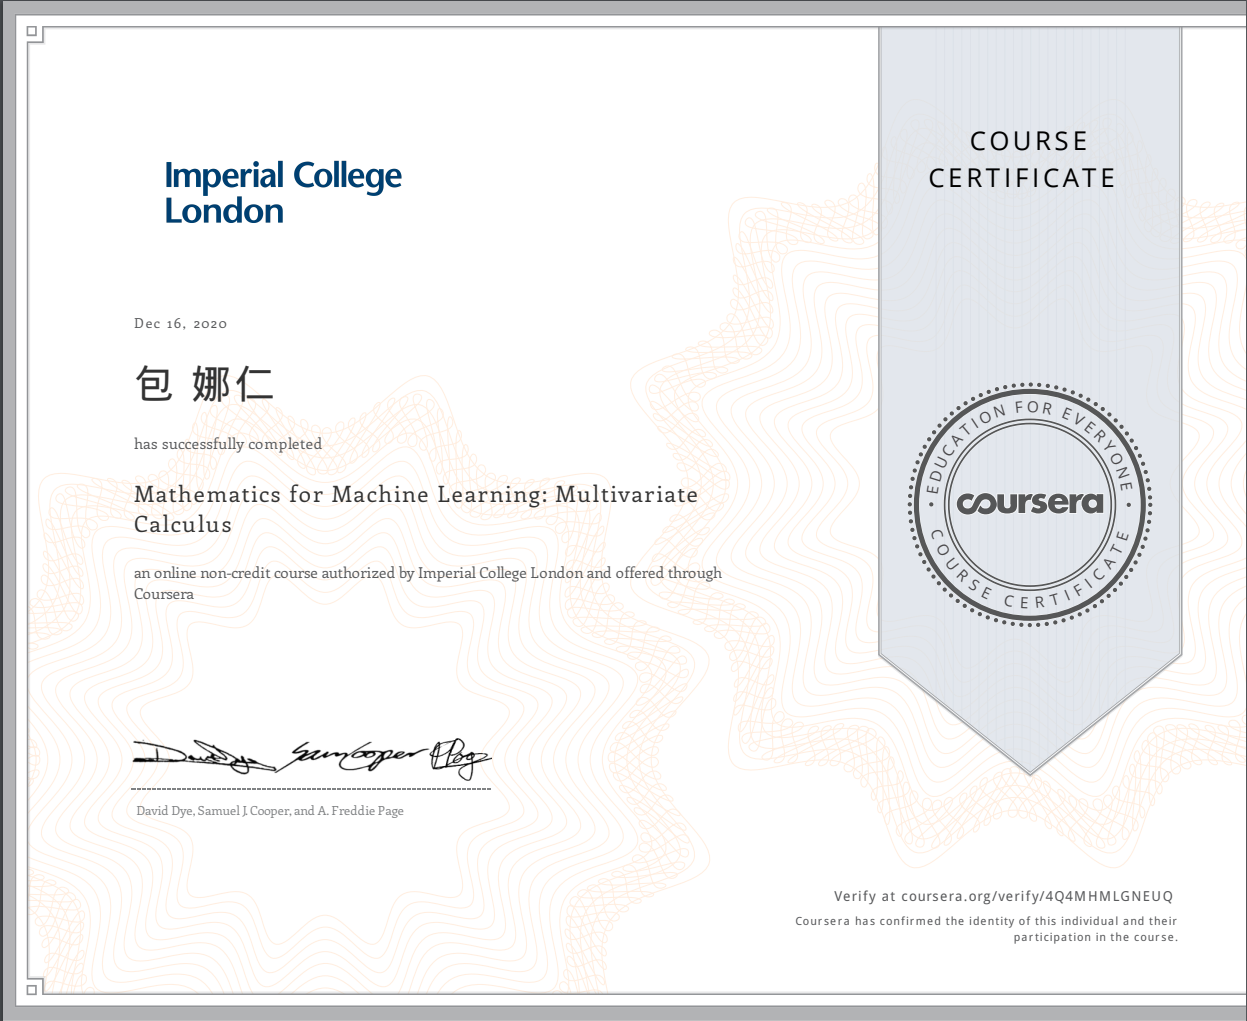 Imperial College
London
COURSE
CERTIFICATE
Dec 16, 2020
包 娜仁
has successfully completed
Mathematics for Machine Learning: Multivariate
Calculus
an online non-credit course authorized by Imperial College London and offered through
Coursera
EDUCATION FOR EVERYONE
coursera
COURSE CERTIFICATE
David Dye, Samuel J. Cooper, and A. Freddie Page
Verify at coursera.org/verify/4Q4MHMLGNEUQ
Coursera has confirmed the identity of this individual and their
participation in the course.